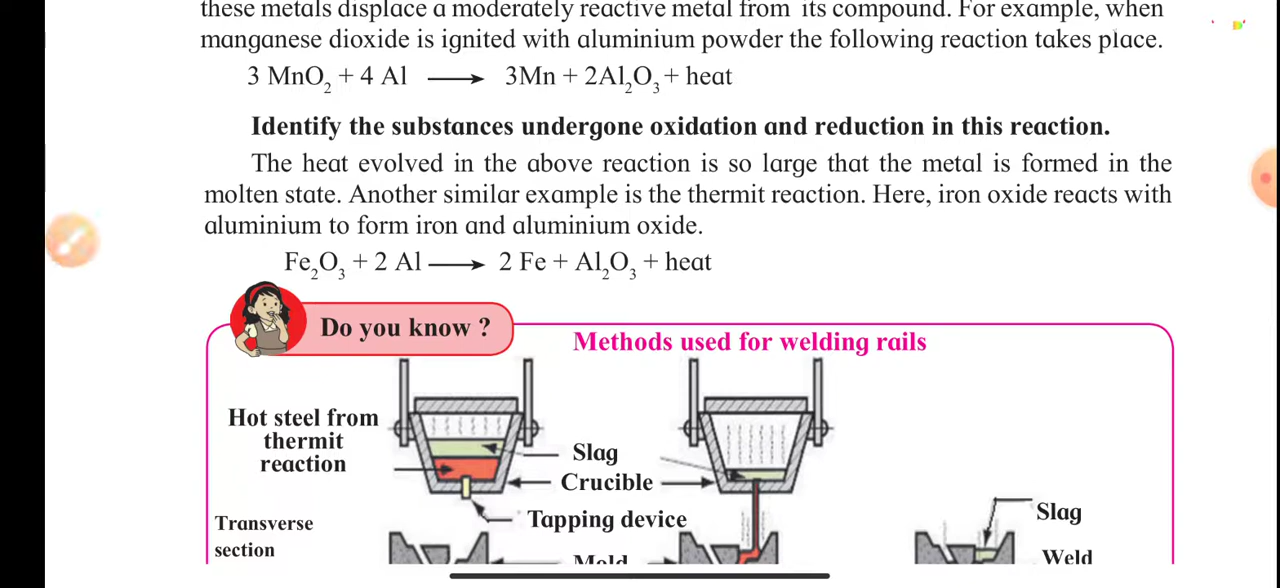 these metals displace a moderately reactive metal from its compound. For example, when
manganese dioxide is ignited with aluminium powder the following reaction takes place.
3 MnO₂ + 4 Al ⟶ 3Mn + 2Al₂O₃ + heat
Identify the substances undergone oxidation and reduction in this reaction.
The heat evolved in the above reaction is so large that the metal is formed in the
molten state. Another similar example is the thermit reaction. Here, iron oxide reacts with
aluminium to form iron and aluminium oxide.
Fe₂O₃ + 2 Al ⟶ 2 Fe + Al₂O₃ + heat
Do you know ?
Methods used for welding rails
Hot steel from
thermit
reaction
Slag
Crucible
Tapping device
Transverse
section
Mold
Slag
Weld